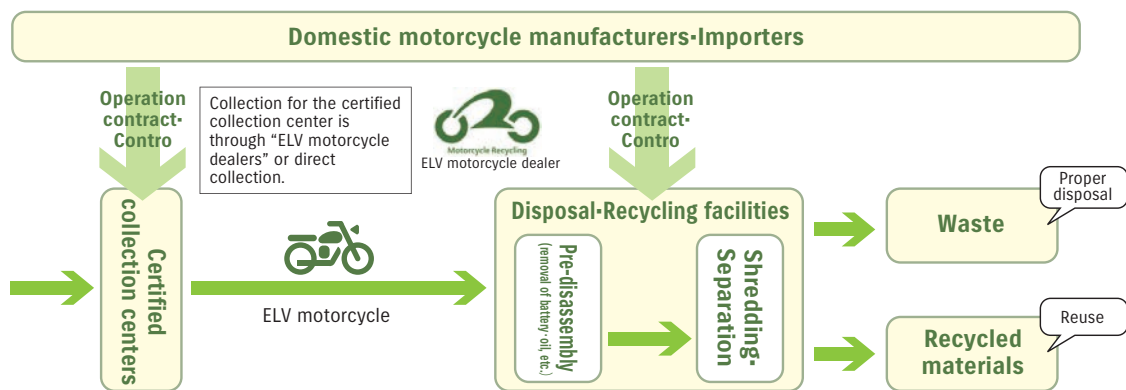 Domestic motorcycle manufacturers·Importers
Operation
contract·
Contro
Collection for the certified
collection center is
through “ELV motorcycle
dealers” or direct
collection.
Motorcycle Recycling
ELV motorcycle dealer
Operation
contract·
Contro
Certified
collection centers
ELV motorcycle
Disposal·Recycling facilities
Pre-disassembly
(removal of battery·oil, etc.)
Shredding·
Separation
Waste
Proper
disposal
Recycled
materials
Reuse